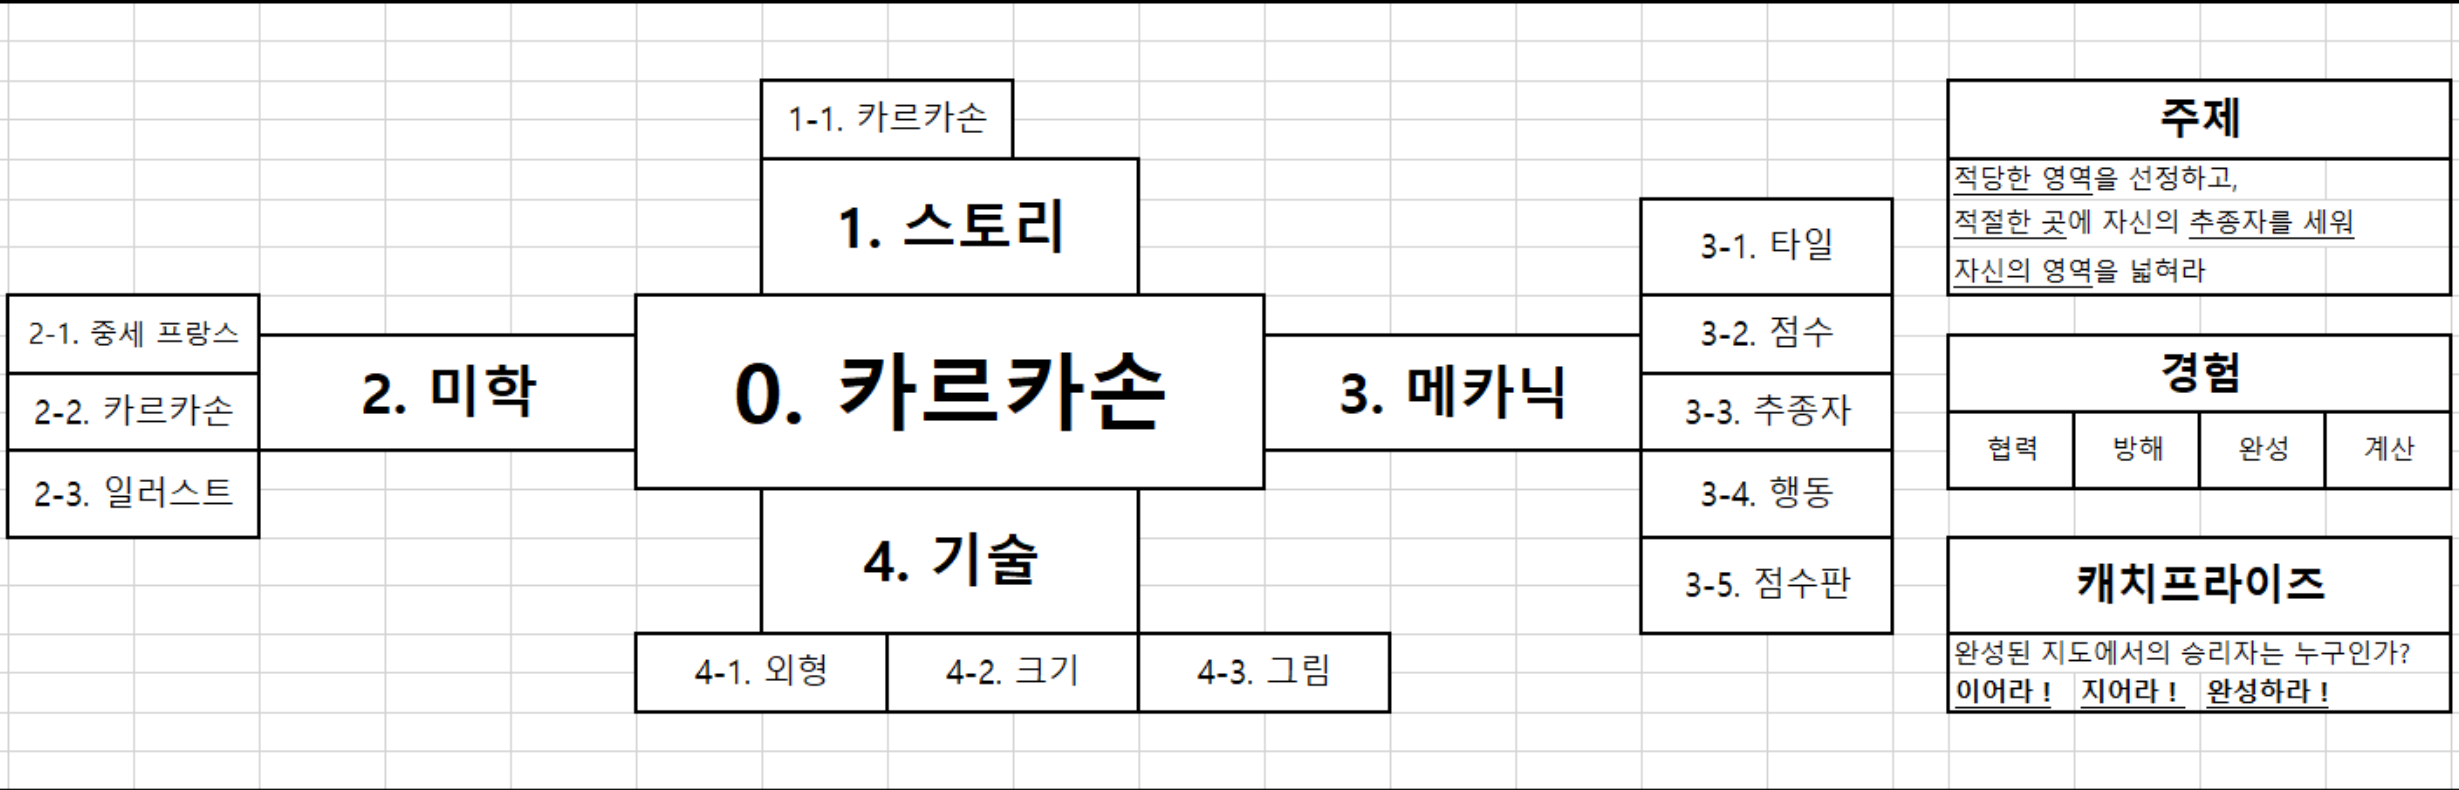 1-1. 카르카손
1. 스토리
2-1. 중세 프랑스
2-2. 카르카손
2-3. 일러스트
2. 미학
0. 카르카손
3. 메카닉
3-1. 타일
3-2. 점수
3-3. 추종자
3-4. 행동
3-5. 점수판
4. 기술
4-1. 외형
4-2. 크기
4-3. 그림
주제
적당한 영역을 선정하고,
적절한 곳에 자신의 추종자를 세워
자신의 영역을 넓혀라
경험
협력 방해 완성 계산
캐치프라이즈
완성된 지도에서의 승리자는 누구인가?
이어라 ! 지어라 ! 완성하라 !